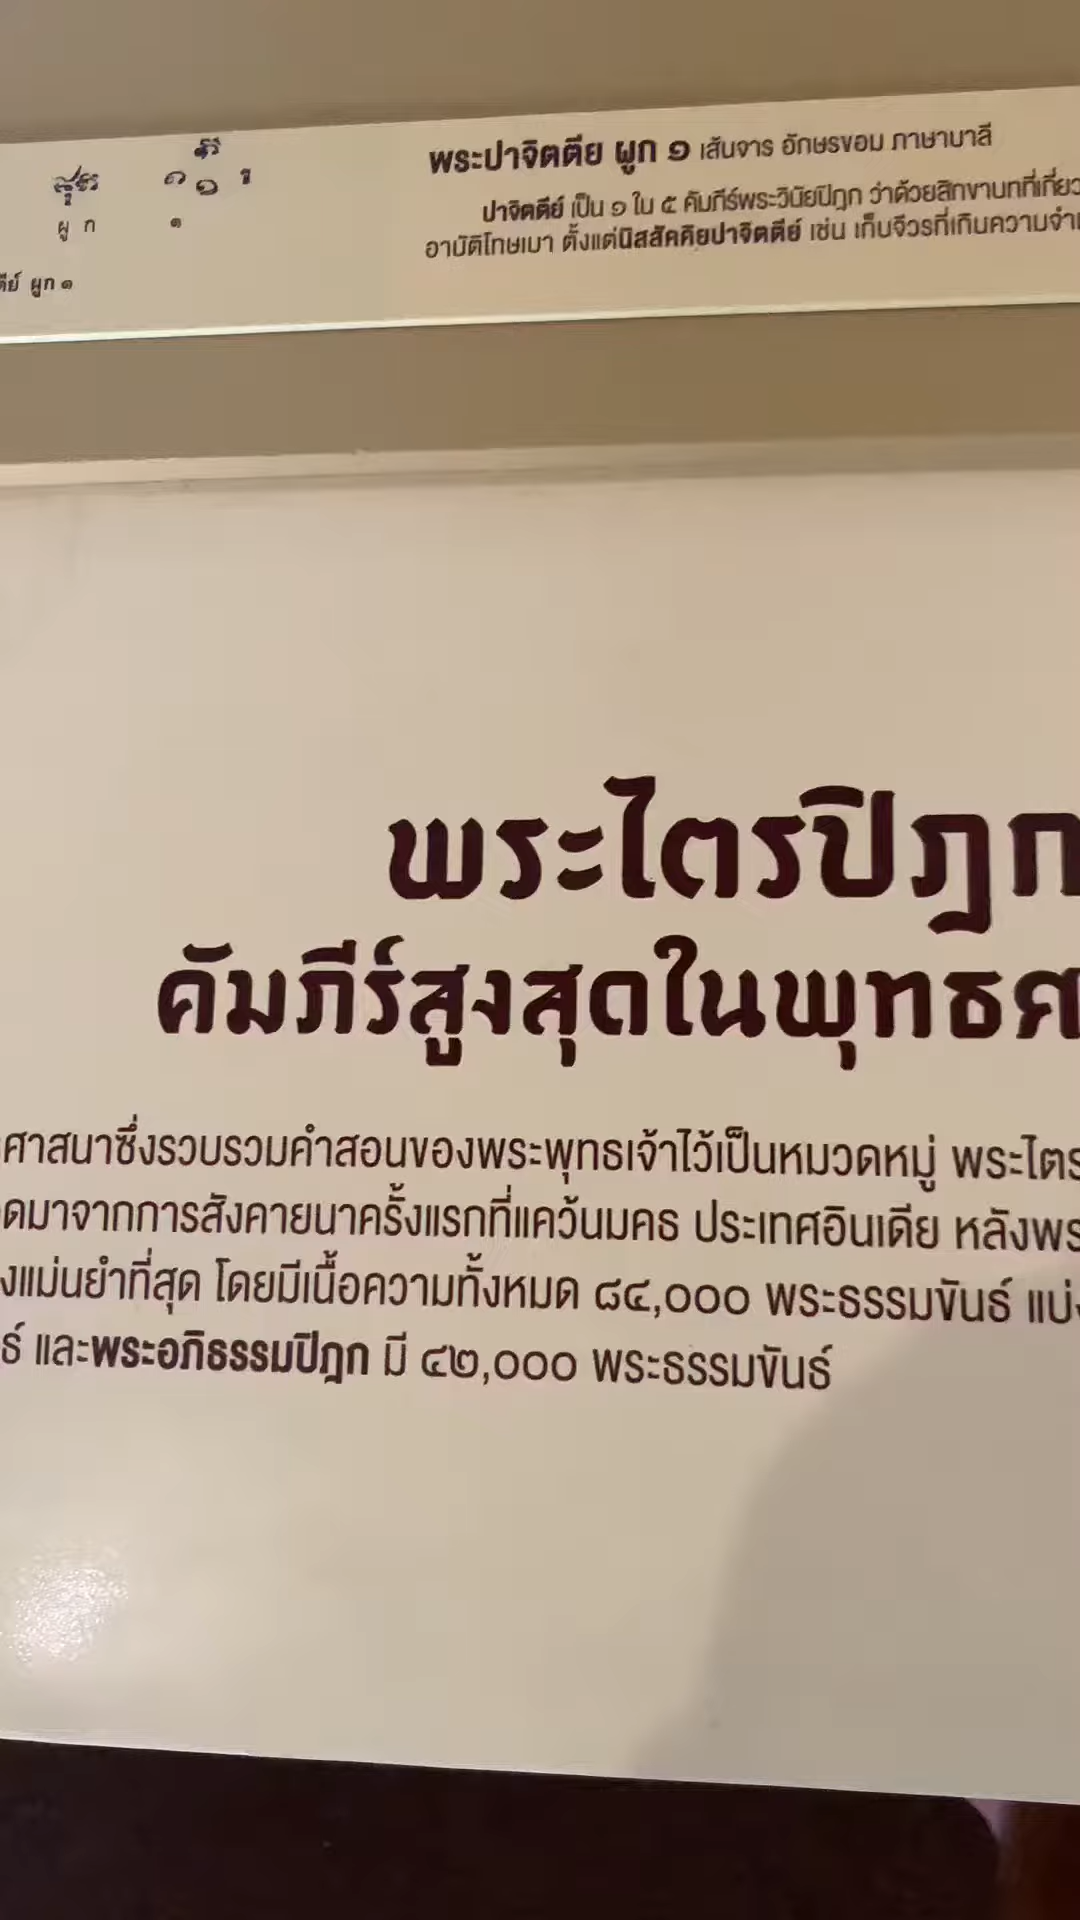 ผูก ๑
พระปาจิตตีย ผูก ๑ เส้นจาร อักษรขอม ภาษาบาลี
ปาจิตตีย์ เป็น ๑ ใน ๕ คัมภีร์พระวินัยปิฎก ว่าด้วยสิกขาบทที่เกี่ยว
อาบัติโทษเบา ตั้งแต่นิสสัคคิยปาจิตตีย์ เช่น เก็บจีวรที่เกินความจำ
ตีย์ ผูก ๑
พระไตรปิฎก
คัมภีร์สูงสุดในพุทธศ
ศาสนาซึ่งรวบรวมคำสอนของพระพุทธเจ้าไว้เป็นหมวดหมู่ พระไตร
ดมาจากการสังคายนาครั้งแรกที่แคว้นมคธ ประเทศอินเดีย หลังพร
งแม่นยำที่สุด โดยมีเนื้อความทั้งหมด ๘๔,๐๐๐ พระธรรมขันธ์ แบ่ง
ธ์ และพระอภิธรรมปิฎก มี ๔๒,๐๐๐ พระธรรมขันธ์